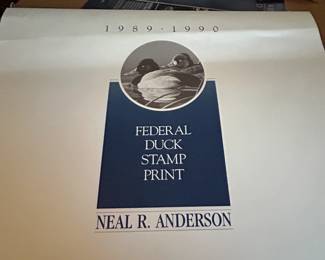 1989 · 1990
FEDERAL
DUCK
STAMP
PRINT
NEAL R. ANDERSON